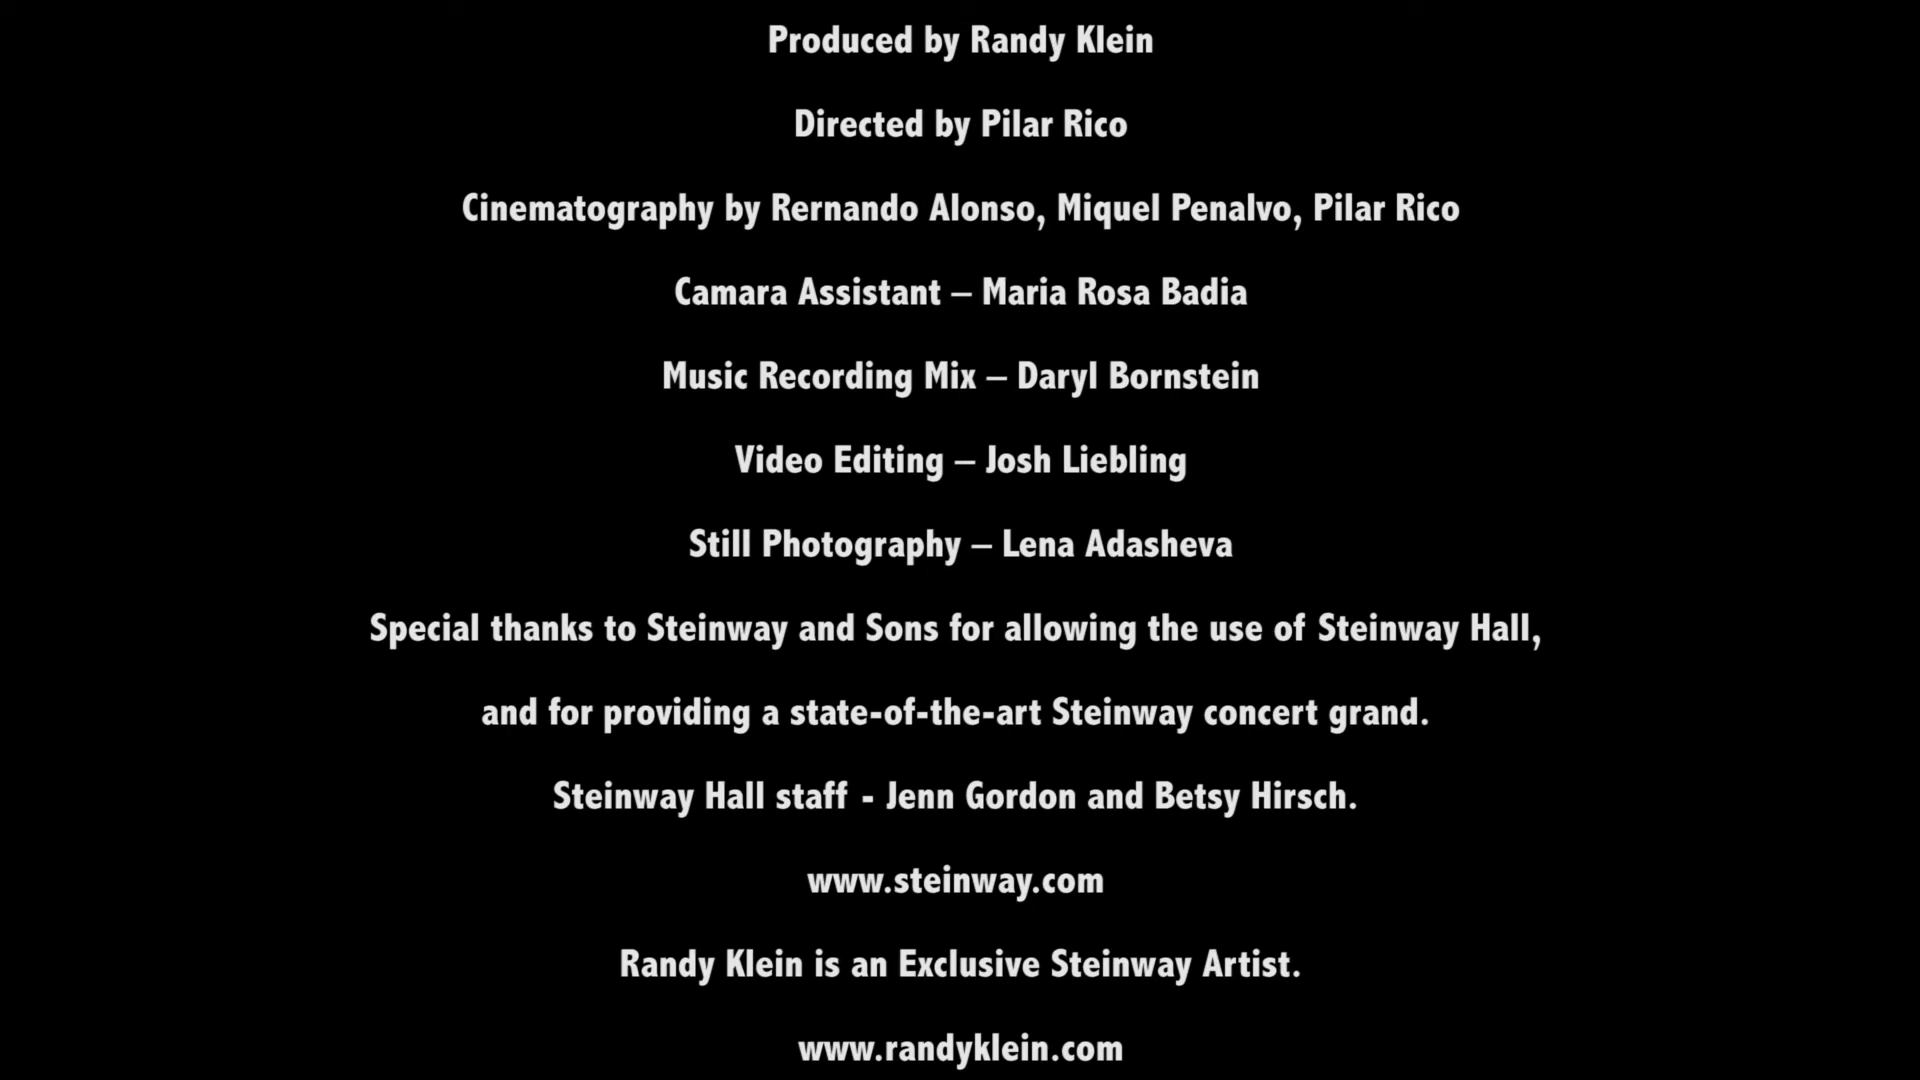 Produced by Randy Klein
Directed by Pilar Rico
Cinematography by Rernando Alonso, Miquel Penalvo, Pilar Rico
Camara Assistant – Maria Rosa Badia
Music Recording Mix – Daryl Bornstein
Video Editing – Josh Liebling
Still Photography – Lena Adasheva
Special thanks to Steinway and Sons for allowing the use of Steinway Hall,
and for providing a state-of-the-art Steinway concert grand.
Steinway Hall staff - Jenn Gordon and Betsy Hirsch.
www.steinway.com
Randy Klein is an Exclusive Steinway Artist.
www.randyklein.com